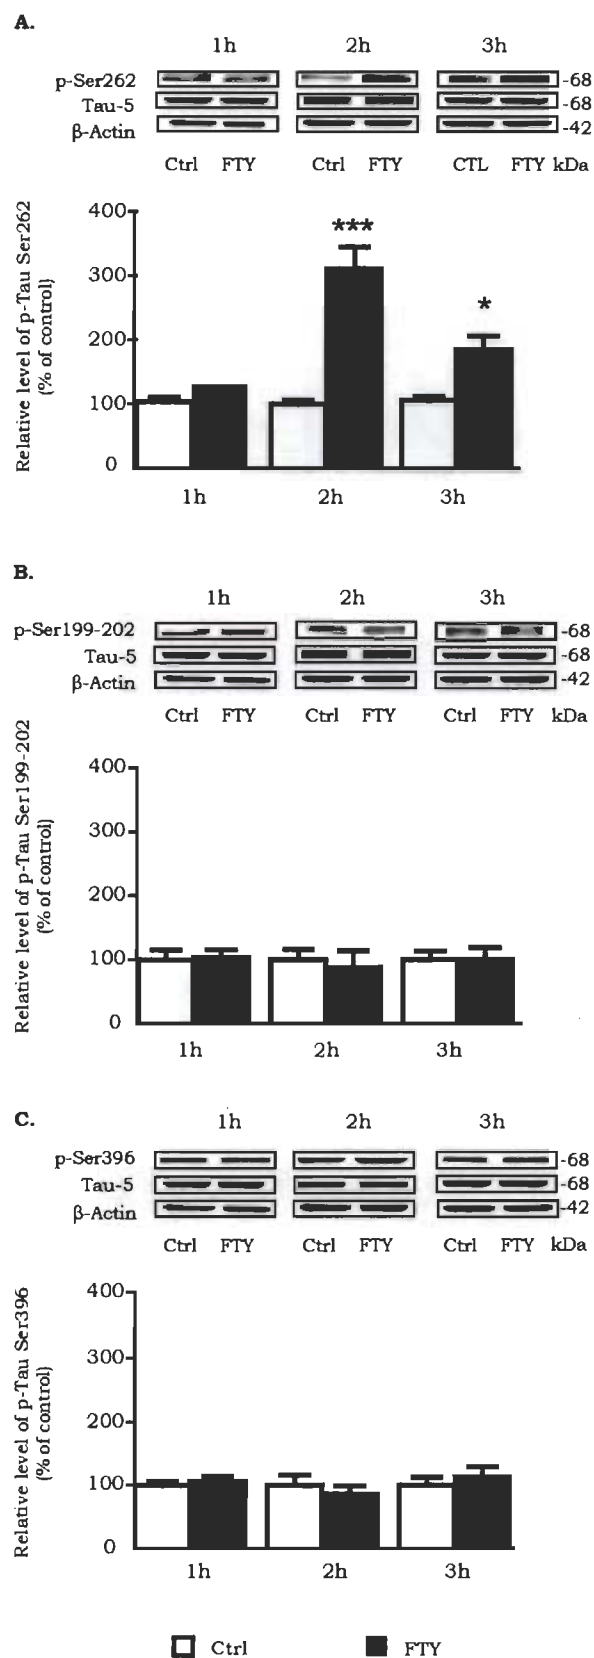 A.
1h 2h 3h
p-Ser262 -68
Tau-5 -68
β-Actin -42
Ctrl FTY Ctrl FTY CTL FTY kDa
Relative level of p-Tau Ser262
(% of control)
400
***
300
*
200
100
0
1h 2h 3h
B.
1h 2h 3h
p-Ser199-202 -68
Tau-5 -68
β-Actin -42
Ctrl FTY Ctrl FTY Ctrl FTY kDa
Relative level of p-Tau Ser199-202
(% of control)
400
300
200
100
0
1h 2h 3h
C.
1h 2h 3h
p-Ser396 -68
Tau-5 -68
β-Actin -42
Ctrl FTY Ctrl FTY Ctrl FTY kDa
Relative level of p-Tau Ser396
(% of control)
400
300
200
100
0
1h 2h 3h
Ctrl FTY